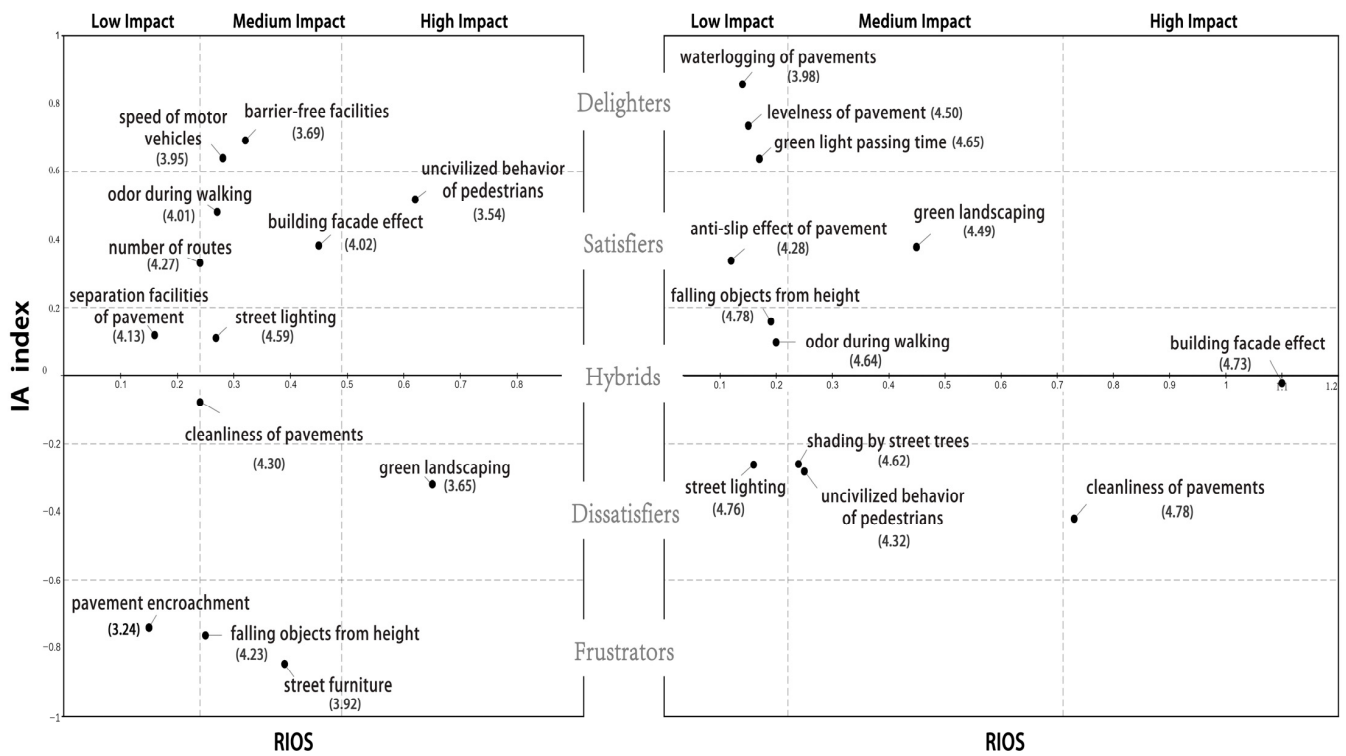 Low Impact Medium Impact High Impact
Low Impact Medium Impact High Impact
IA index
1
0.8
0.6
0.4
0.2
0
−0.2
−0.4
−0.6
−0.8
−1
0.1 0.2 0.3 0.4 0.5 0.6 0.7 0.8
speed of motor
vehicles
(3.95)
barrier-free facilities
(3.69)
uncivilized behavior
of pedestrians
(3.54)
odor during walking
(4.01)
building facade effect
(4.02)
number of routes
(4.27)
separation facilities
of pavement
(4.13)
street lighting
(4.59)
cleanliness of pavements
(4.30)
green landscaping
(3.65)
pavement encroachment
(3.24)
falling objects from height
(4.23)
street furniture
(3.92)
RIOS
Delighters
Satisfiers
Hybrids
Dissatisfiers
Frustrators
waterlogging of pavements
(3.98)
levelness of pavement (4.50)
green light passing time (4.65)
green landscaping
(4.49)
anti-slip effect of pavement
(4.28)
falling objects from height
(4.78)
odor during walking
(4.64)
building facade effect
(4.73)
0.1 0.2 0.3 0.4 0.5 0.6 0.7 0.8 0.9 1 1.1 1.2
shading by street trees
(4.62)
street lighting
(4.76)
uncivilized behavior
of pedestrians
(4.32)
cleanliness of pavements
(4.78)
RIOS